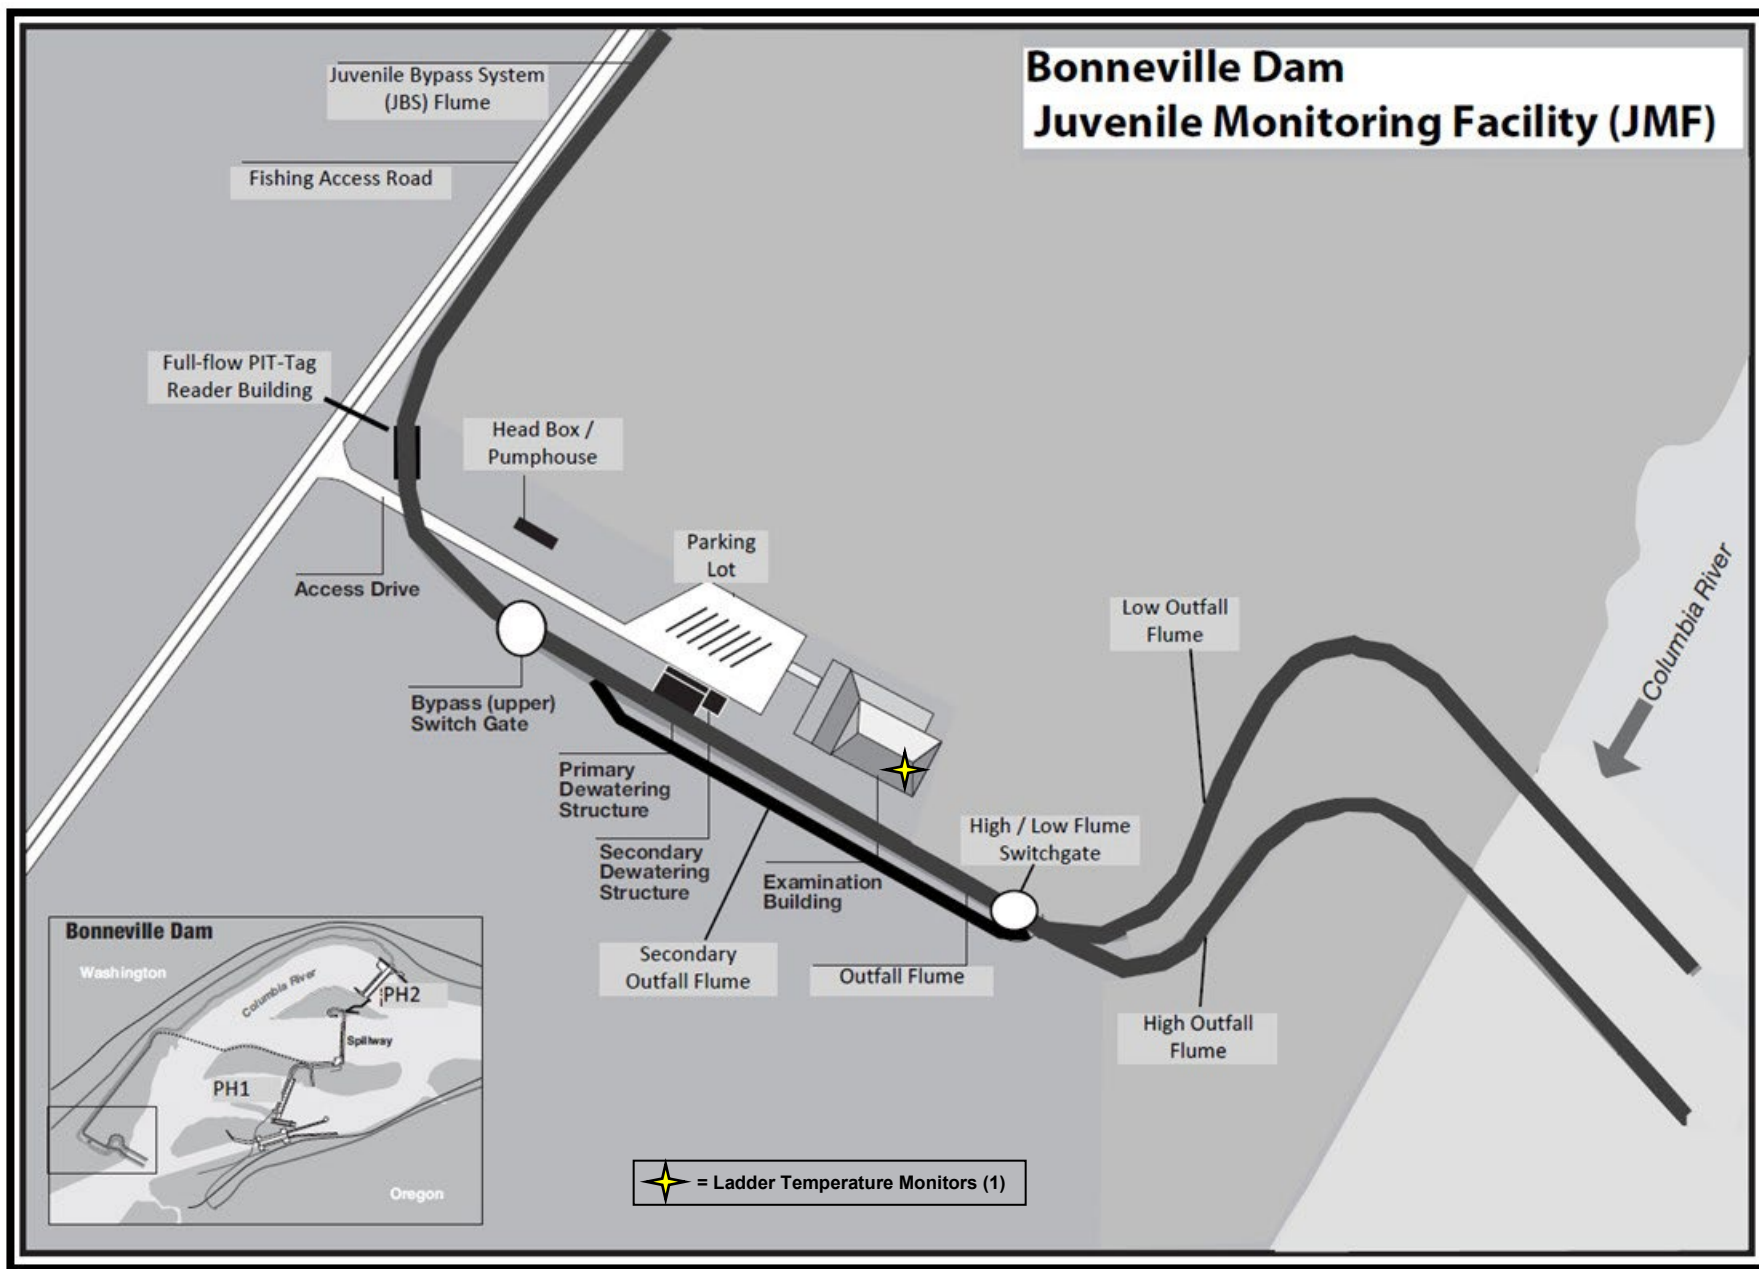 Bonneville Dam
Juvenile Monitoring Facility (JMF)
Juvenile Bypass System
(JBS) Flume
Fishing Access Road
Full-flow PIT-Tag
Reader Building
Head Box /
Pumphouse
Parking
Lot
Access Drive
Low Outfall
Flume
Columbia River
Bypass (upper)
Switch Gate
Primary
Dewatering
Structure
Secondary
Dewatering
Structure
Examination
Building
High / Low Flume
Switchgate
Secondary
Outfall Flume
Outfall Flume
High Outfall
Flume
Bonneville Dam
Washington
Columbia River
PH2
Spillway
PH1
Oregon
= Ladder Temperature Monitors (1)